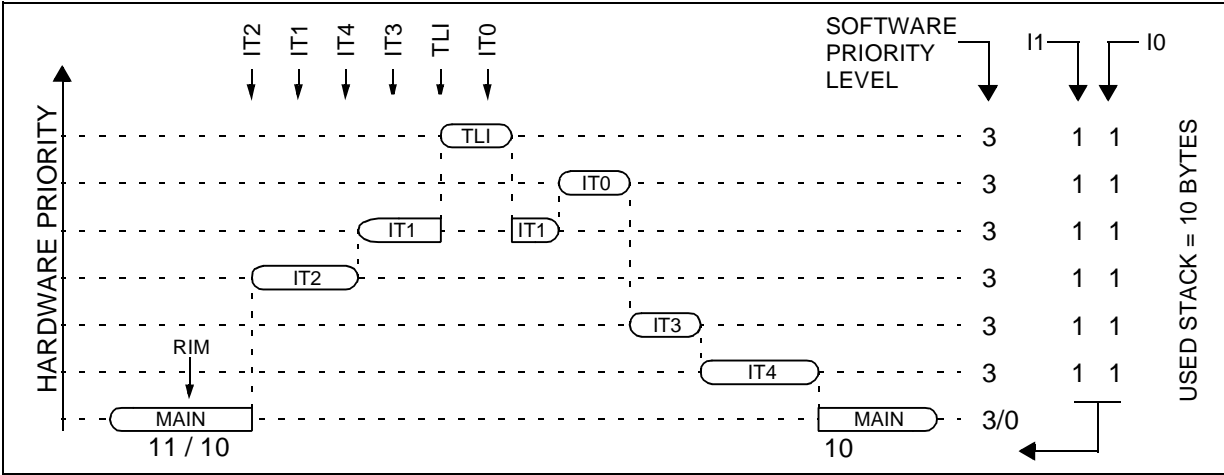 IT2
IT1
IT4
IT3
TLI
IT0
SOFTWARE
PRIORITY
LEVEL
I1
I0
HARDWARE PRIORITY
TLI
3
1 1
IT0
3
1 1
IT1
IT1
3
1 1
IT2
3
1 1
IT3
3
1 1
RIM
IT4
3
1 1
MAIN
MAIN
3/0
11 / 10
10
USED STACK = 10 BYTES